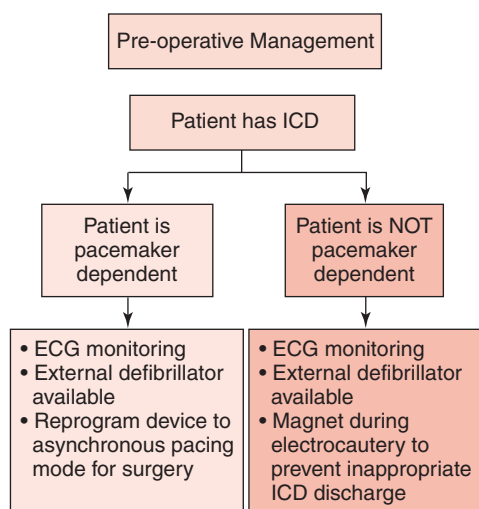 Pre-operative Management
Patient has ICD
Patient is
pacemaker
dependent
Patient is NOT
pacemaker
dependent
• ECG monitoring
• External defibrillator
available
• Reprogram device to
asynchronous pacing
mode for surgery
• ECG monitoring
• External defibrillator
available
• Magnet during
electrocautery to
prevent inappropriate
ICD discharge